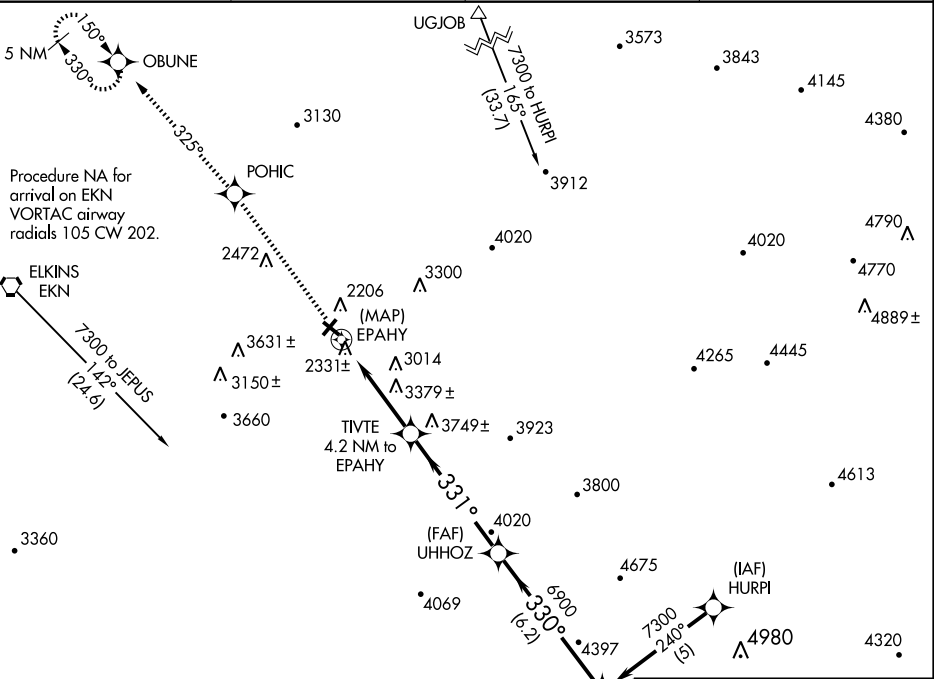 UGJOB
3573
150°
5 NM
OBUNE
330°
7300 to HURPI
165°
(33.7)
3843
4145
3130
4380
325°
Procedure NA for
arrival on EKN
VORTAC airway
radials 105 CW 202.
POHIC
3912
2472
4020
4020
4790
4770
ELKINS
EKN
3300
2206
(MAP)
EPAHY
4889±
7300 to JEPUS
142°
(24.6)
3631±
2331±
3014
4265
4445
3150±
3379±
3660
3749±
TIVTE
4.2 NM to
EPAHY
3923
331°
4613
3800
3360
4020
(FAF)
UHHOZ
4675
(IAF)
HURPI
4069
6900
330°
(6.2)
7300
240°
(5)
4397
4980
4320